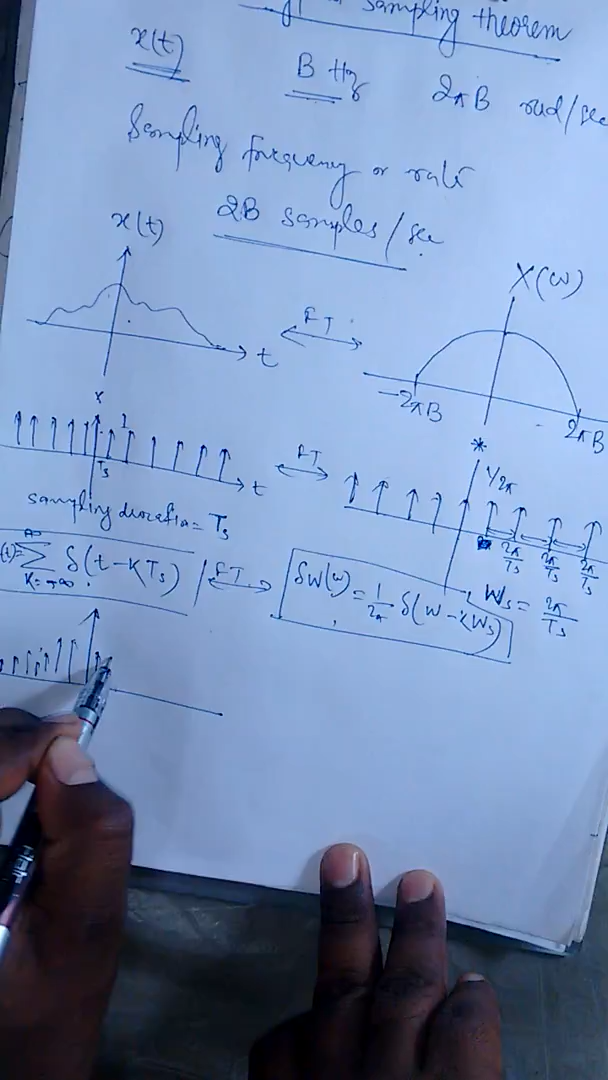 sampling theorem
x(t) B Hz 2πB rad/sec
Sampling frequency or rate
2B samples/sec
x(t) X(ω)
t FT
-2πB 2πB
x *
1 1/2π
Ts t FT
2π/Ts 2π/Ts 2π/Ts
sampling duration = Ts
(t)=∑ δ(t-KTs) FT δw(w)=1/2π δ(w-kws) Ws = 2π/Ts